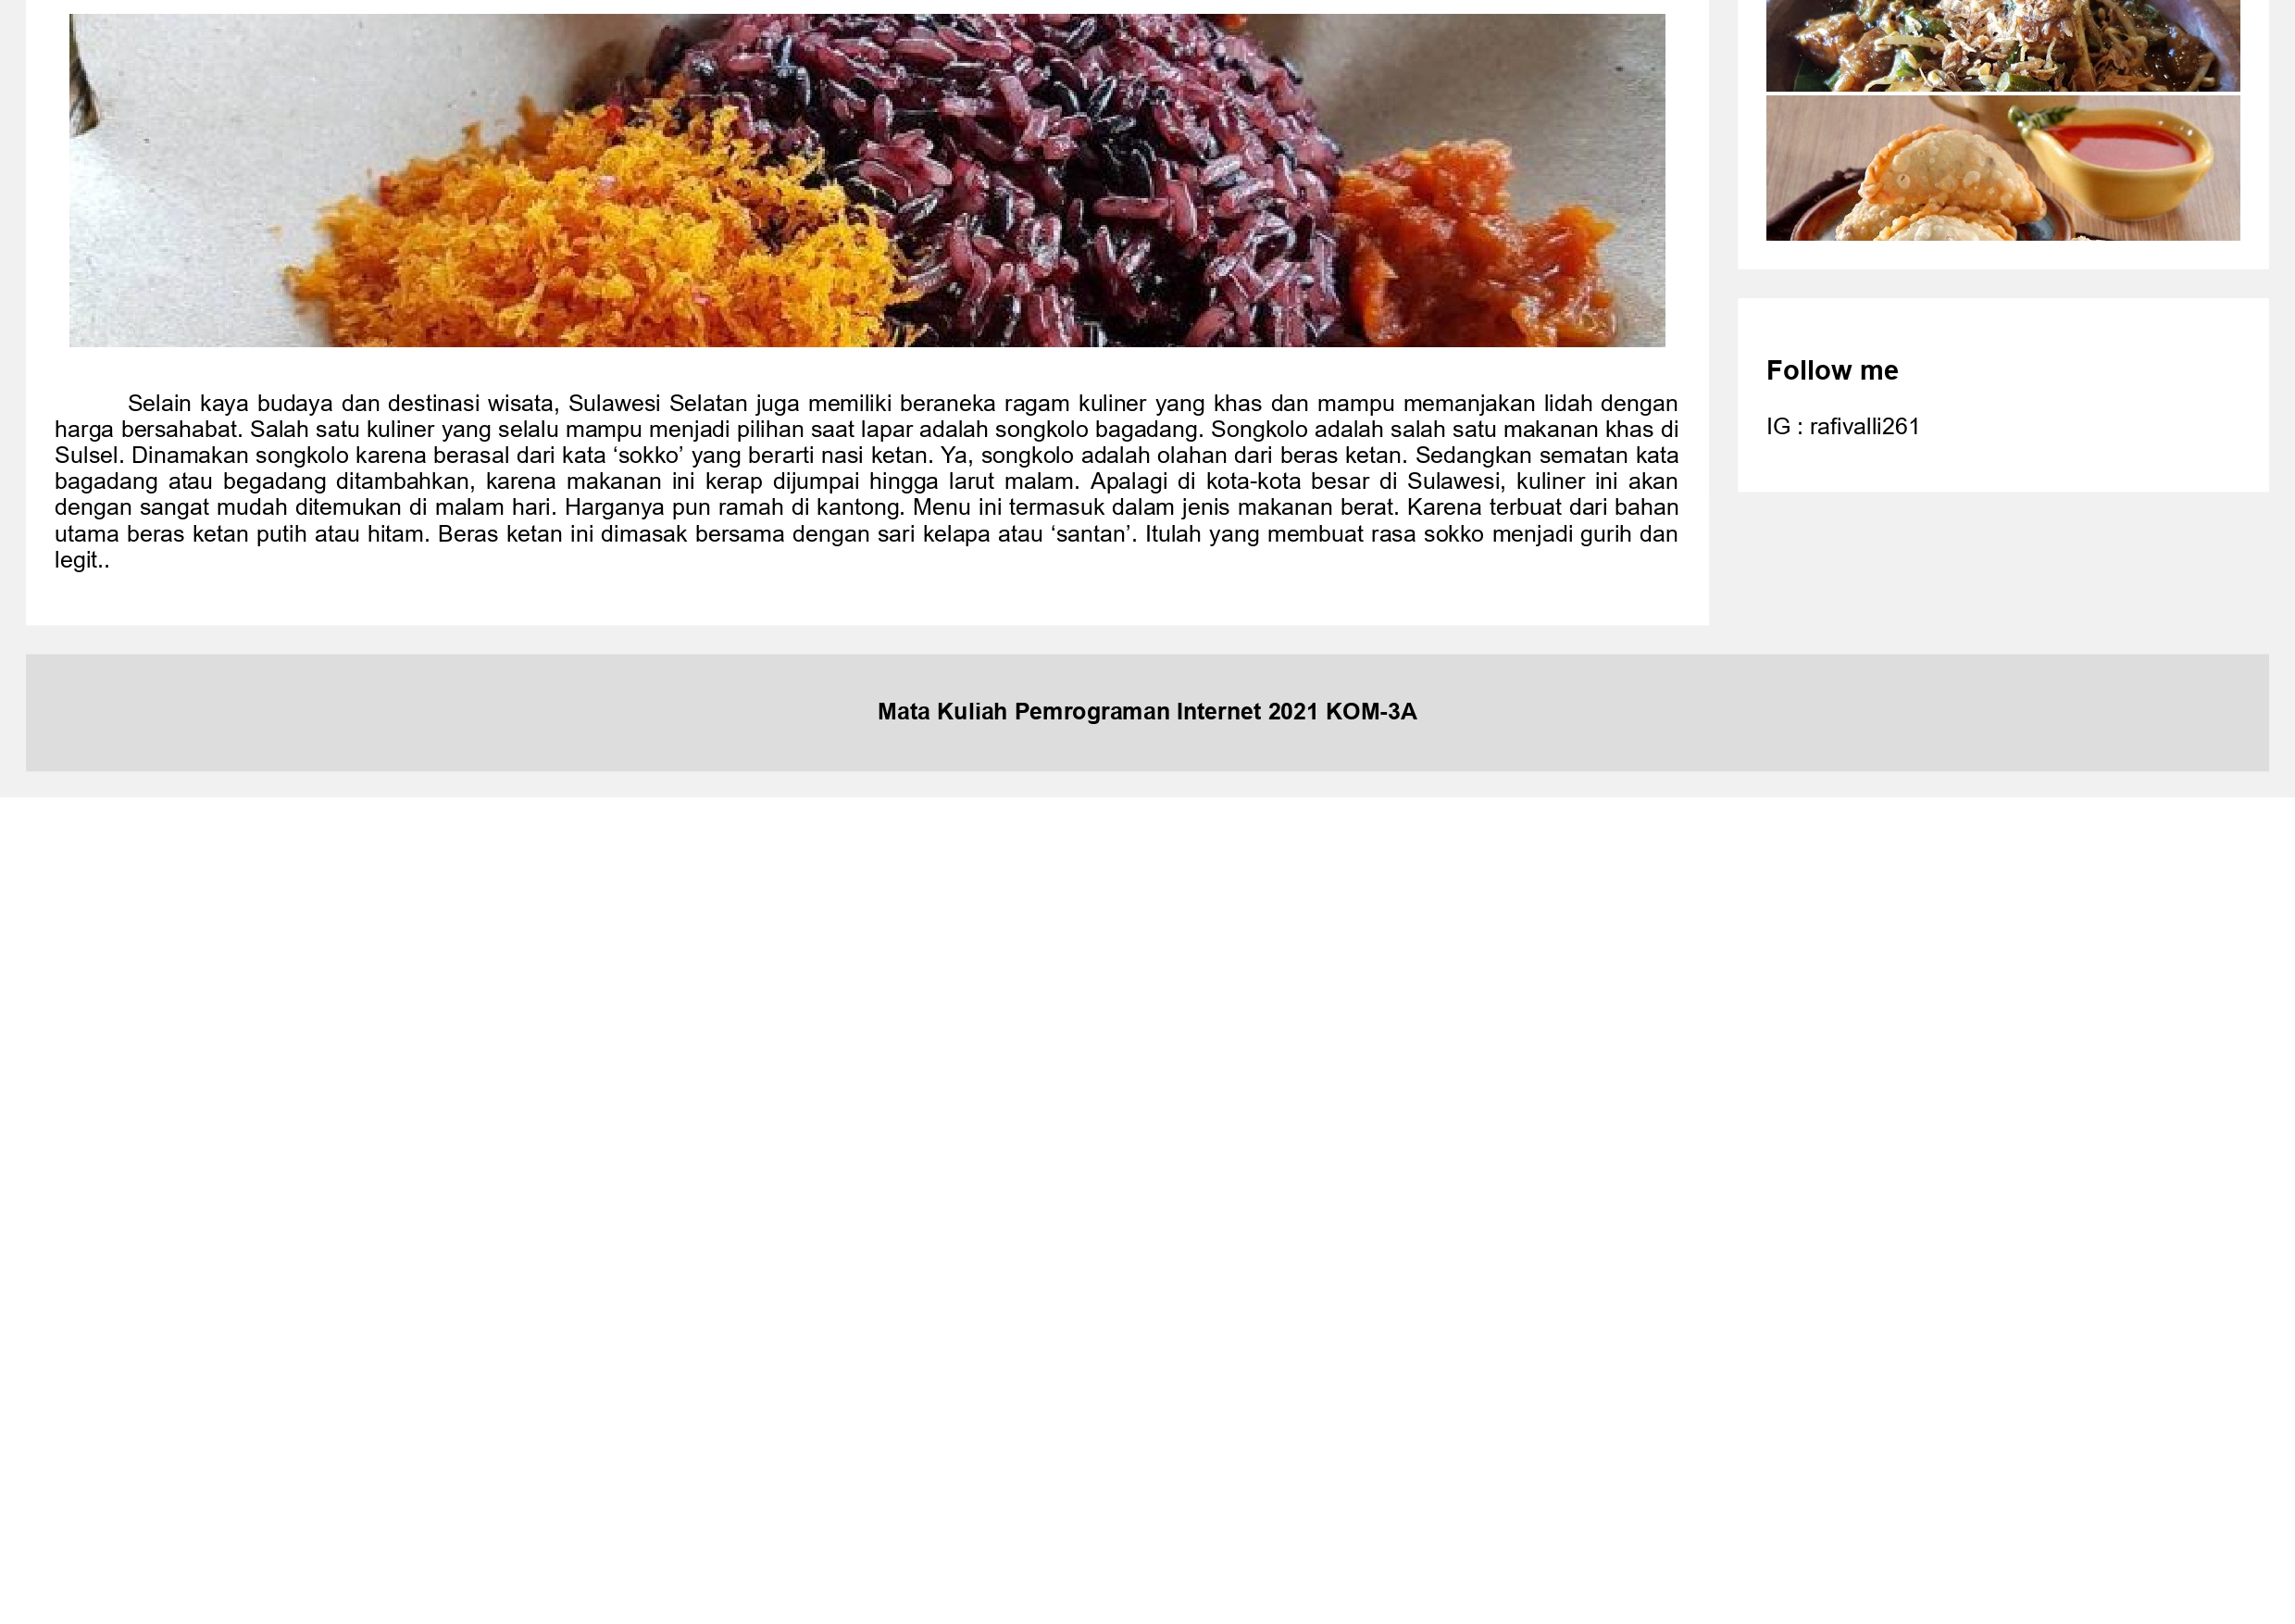 Selain kaya budaya dan destinasi wisata, Sulawesi Selatan juga memiliki beraneka ragam kuliner yang khas dan mampu memanjakan lidah dengan
harga bersahabat. Salah satu kuliner yang selalu mampu menjadi pilihan saat lapar adalah songkolo bagadang. Songkolo adalah salah satu makanan khas di
Sulsel. Dinamakan songkolo karena berasal dari kata ‘sokko’ yang berarti nasi ketan. Ya, songkolo adalah olahan dari beras ketan. Sedangkan sematan kata
bagadang atau begadang ditambahkan, karena makanan ini kerap dijumpai hingga larut malam. Apalagi di kota-kota besar di Sulawesi, kuliner ini akan
dengan sangat mudah ditemukan di malam hari. Harganya pun ramah di kantong. Menu ini termasuk dalam jenis makanan berat. Karena terbuat dari bahan
utama beras ketan putih atau hitam. Beras ketan ini dimasak bersama dengan sari kelapa atau ‘santan’. Itulah yang membuat rasa sokko menjadi gurih dan
legit..
Follow me
IG : rafivalli261
Mata Kuliah Pemrograman Internet 2021 KOM-3A